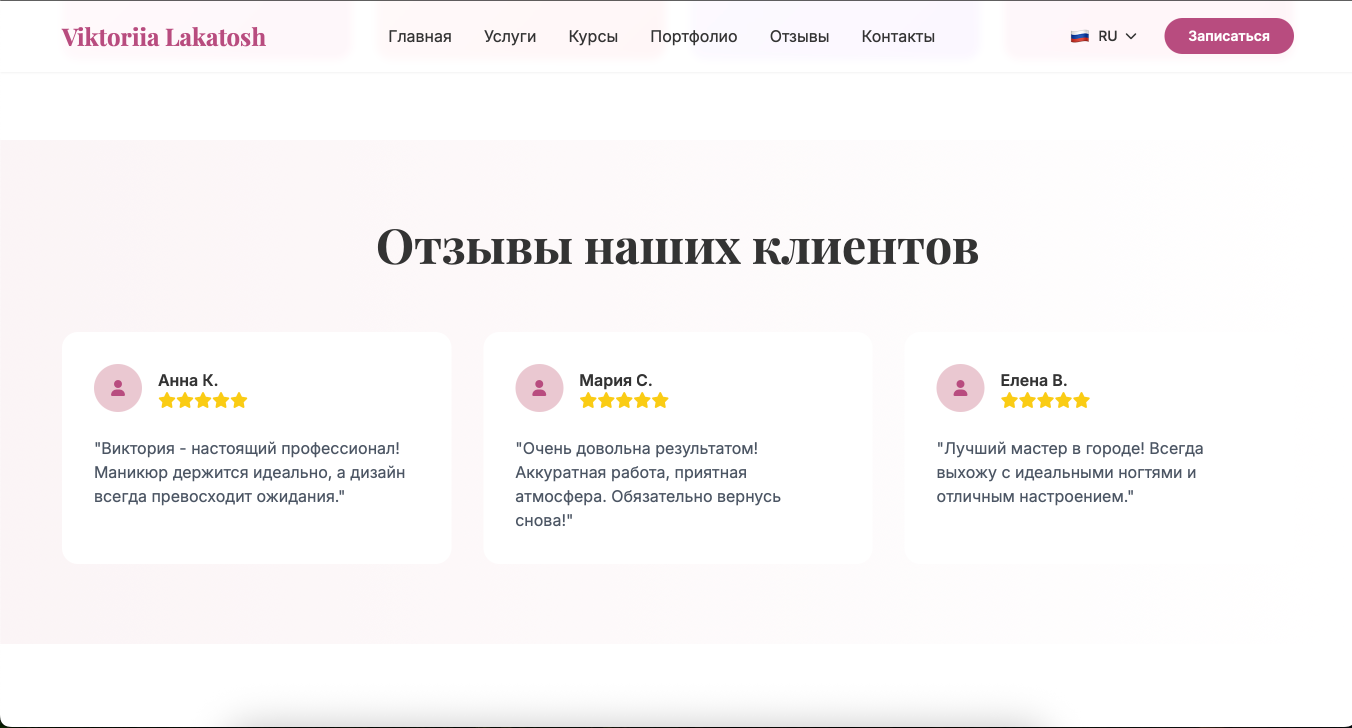 Viktoriia Lakatosh
Главная Услуги Курсы Портфолио Отзывы Контакты
RU
Записаться
Отзывы наших клиентов
Анна К.
"Виктория - настоящий профессионал!
Маникюр держится идеально, а дизайн
всегда превосходит ожидания."
Мария С.
"Очень довольна результатом!
Аккуратная работа, приятная
атмосфера. Обязательно вернусь
снова!"
Елена В.
"Лучший мастер в городе! Всегда
выхожу с идеальными ногтями и
отличным настроением."